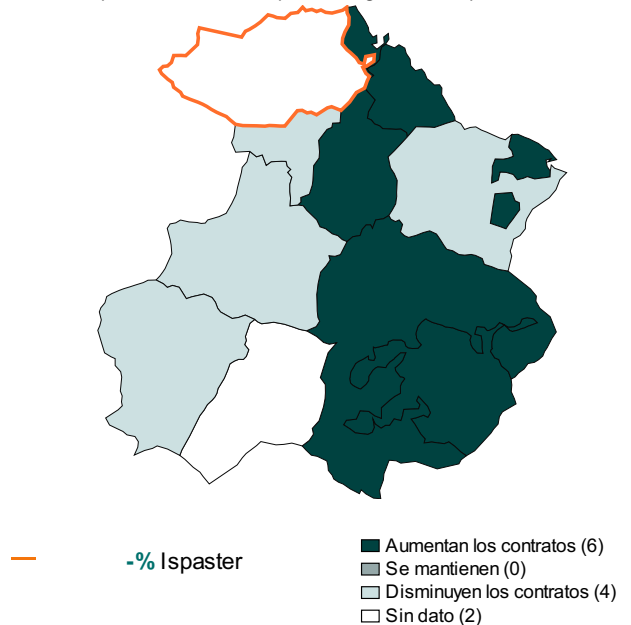 -% Ispaster
Aumentan los contratos (6)
Se mantienen (0)
Disminuyen los contratos (4)
Sin dato (2)